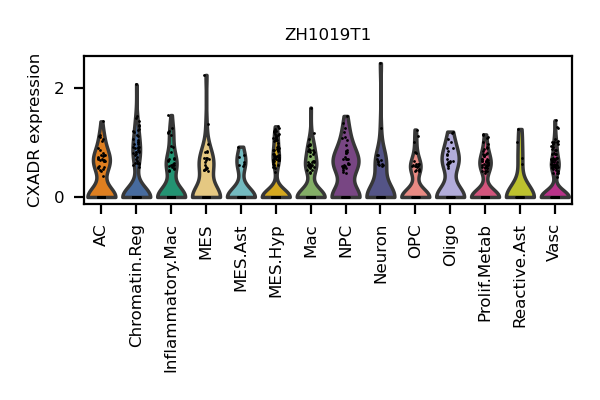 ZH1019T1
CXADR expression
2
0
AC
Chromatin.Reg
Inflammatory.Mac
MES
MES.Ast
MES.Hyp
Mac
NPC
Neuron
OPC
Oligo
Prolif.Metab
Reactive.Ast
Vasc